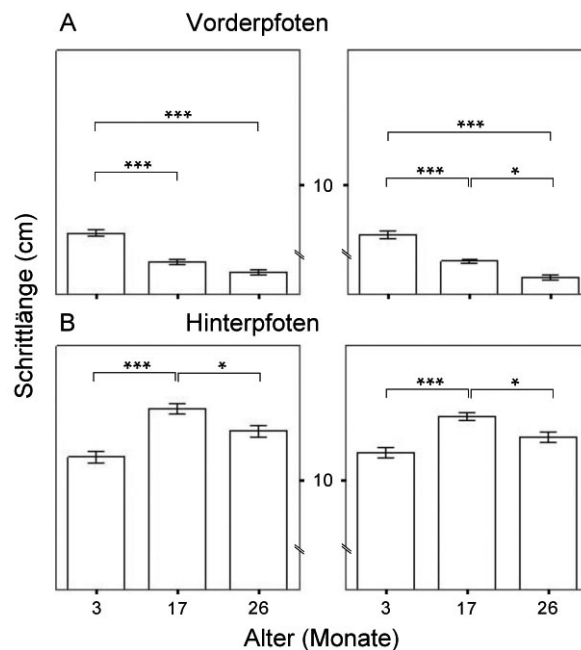 A Vorderpfoten
*** ***
*** 10 *** *
Schrittlänge (cm)
B Hinterpfoten
*** * *** *
10
3 17 26 3 17 26
Alter (Monate)